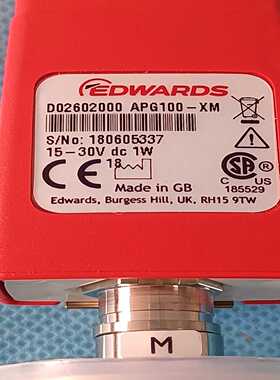 EDWARDS
D02602000 APG100-XM
S/No: 180605337
15-30V dc 1W
CE 18
Made in GB
C US
185529
Edwards, Burgess Hill, UK, RH15 9TW
M